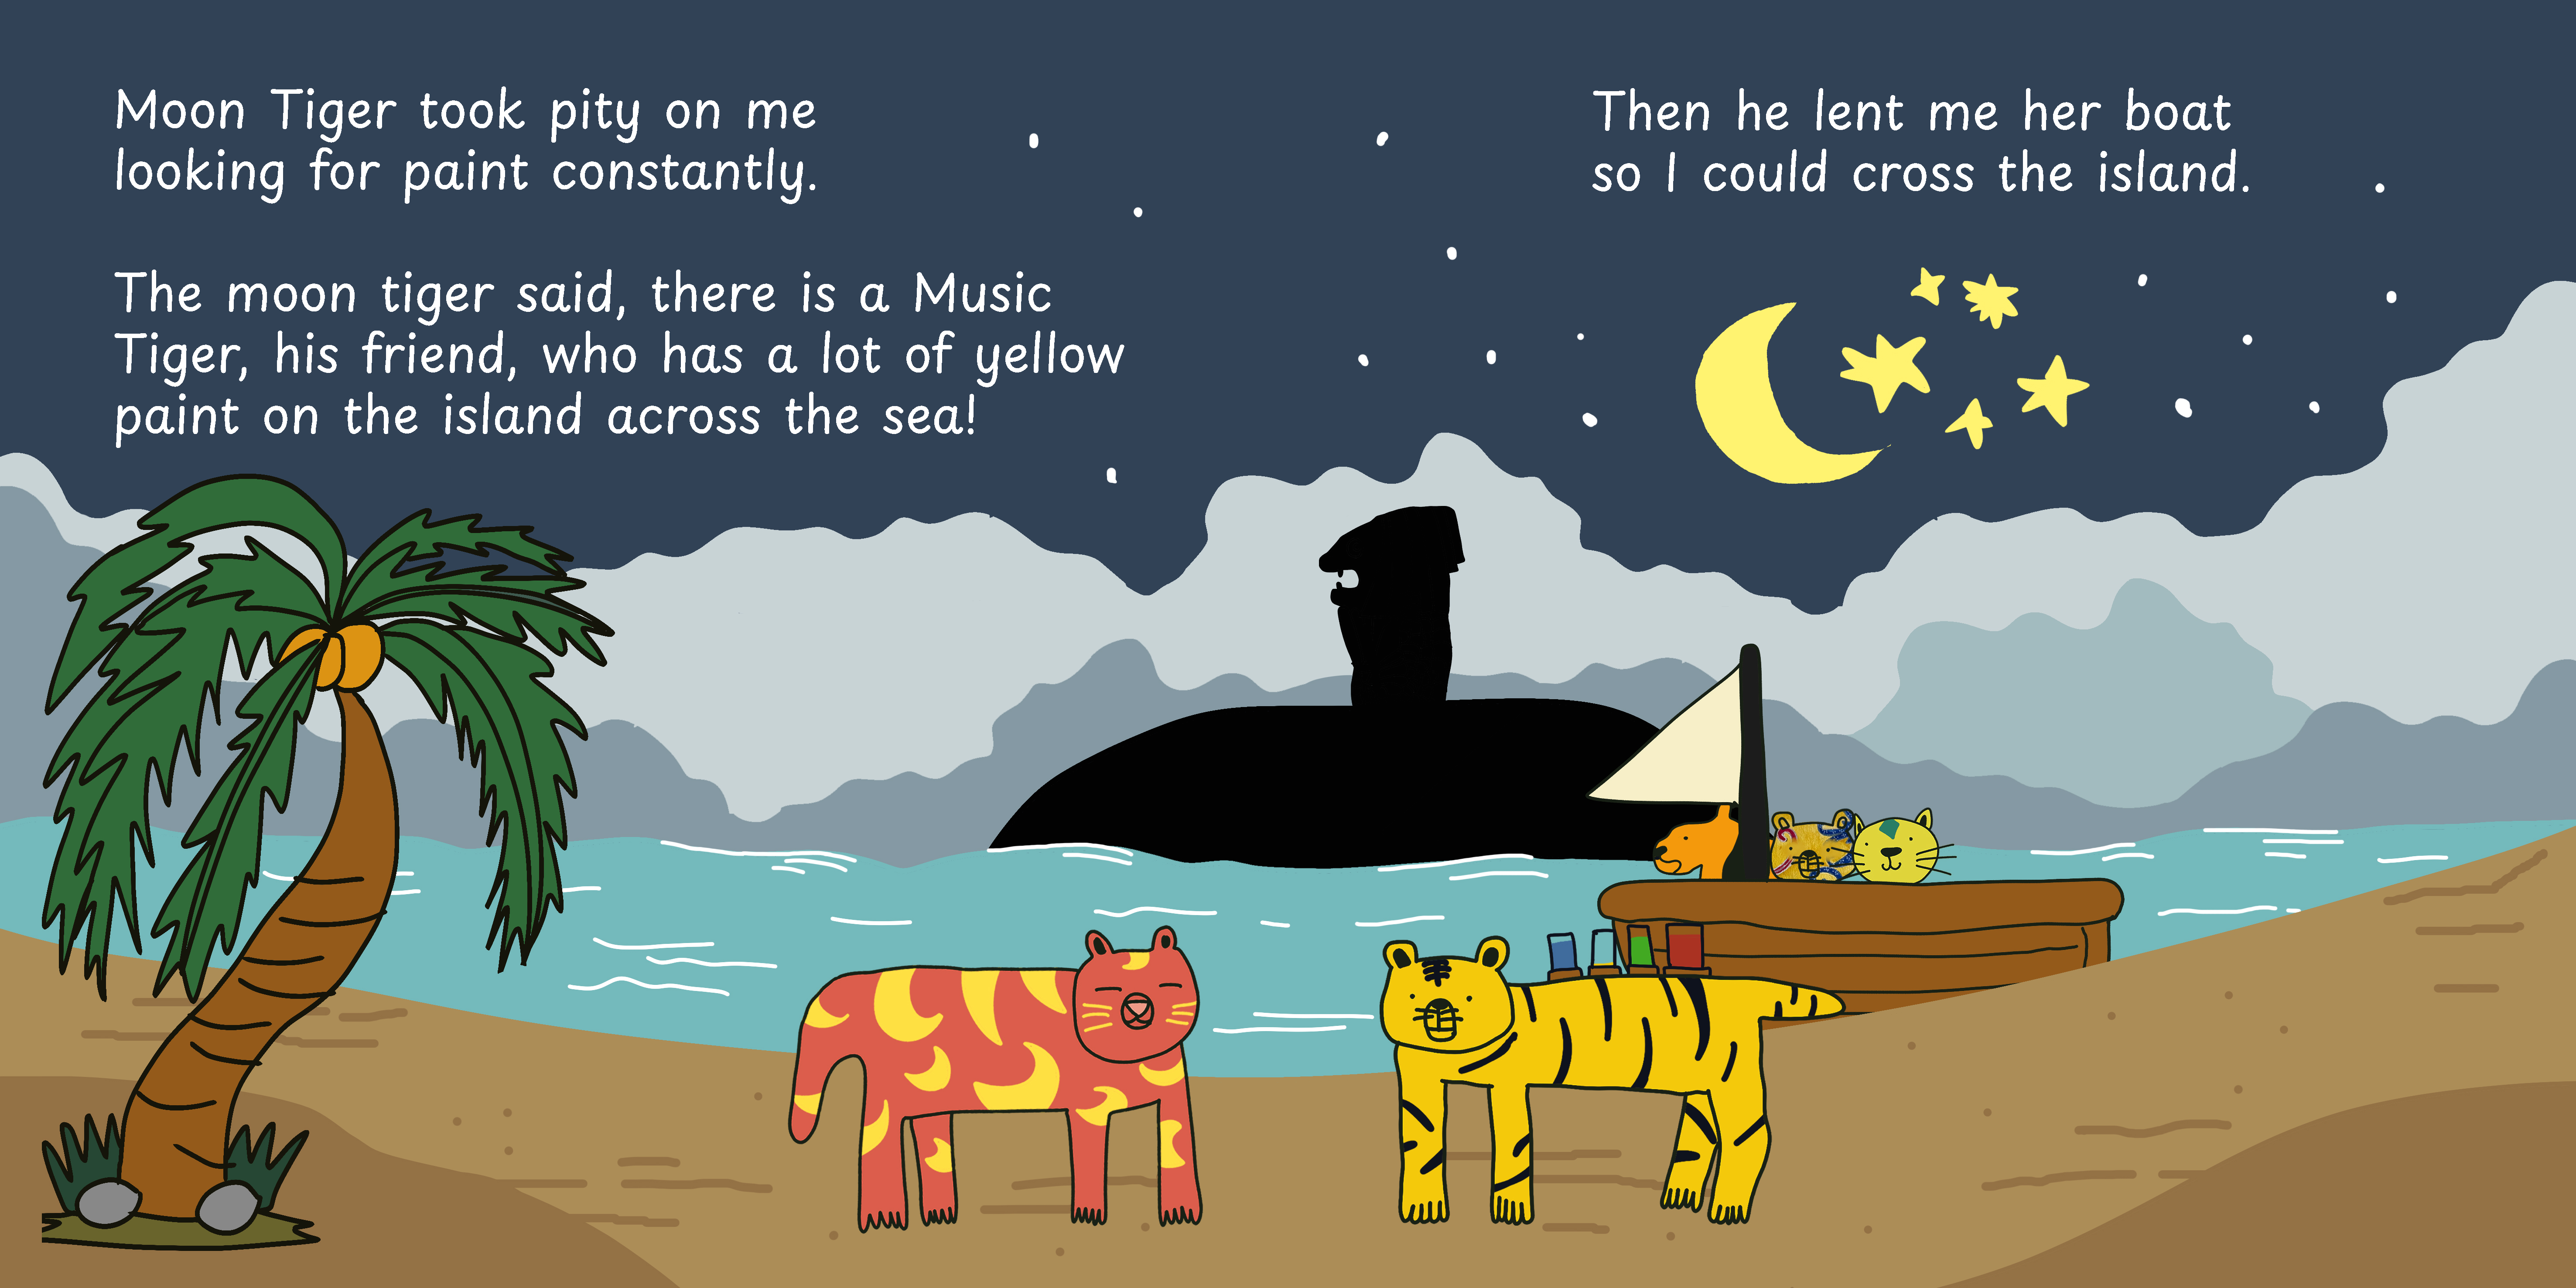 Moon Tiger took pity on me
looking for paint constantly.
The moon tiger said, there is a Music
Tiger, his friend, who has a lot of yellow
paint on the island across the sea!
Then he lent me her boat
so I could cross the island.